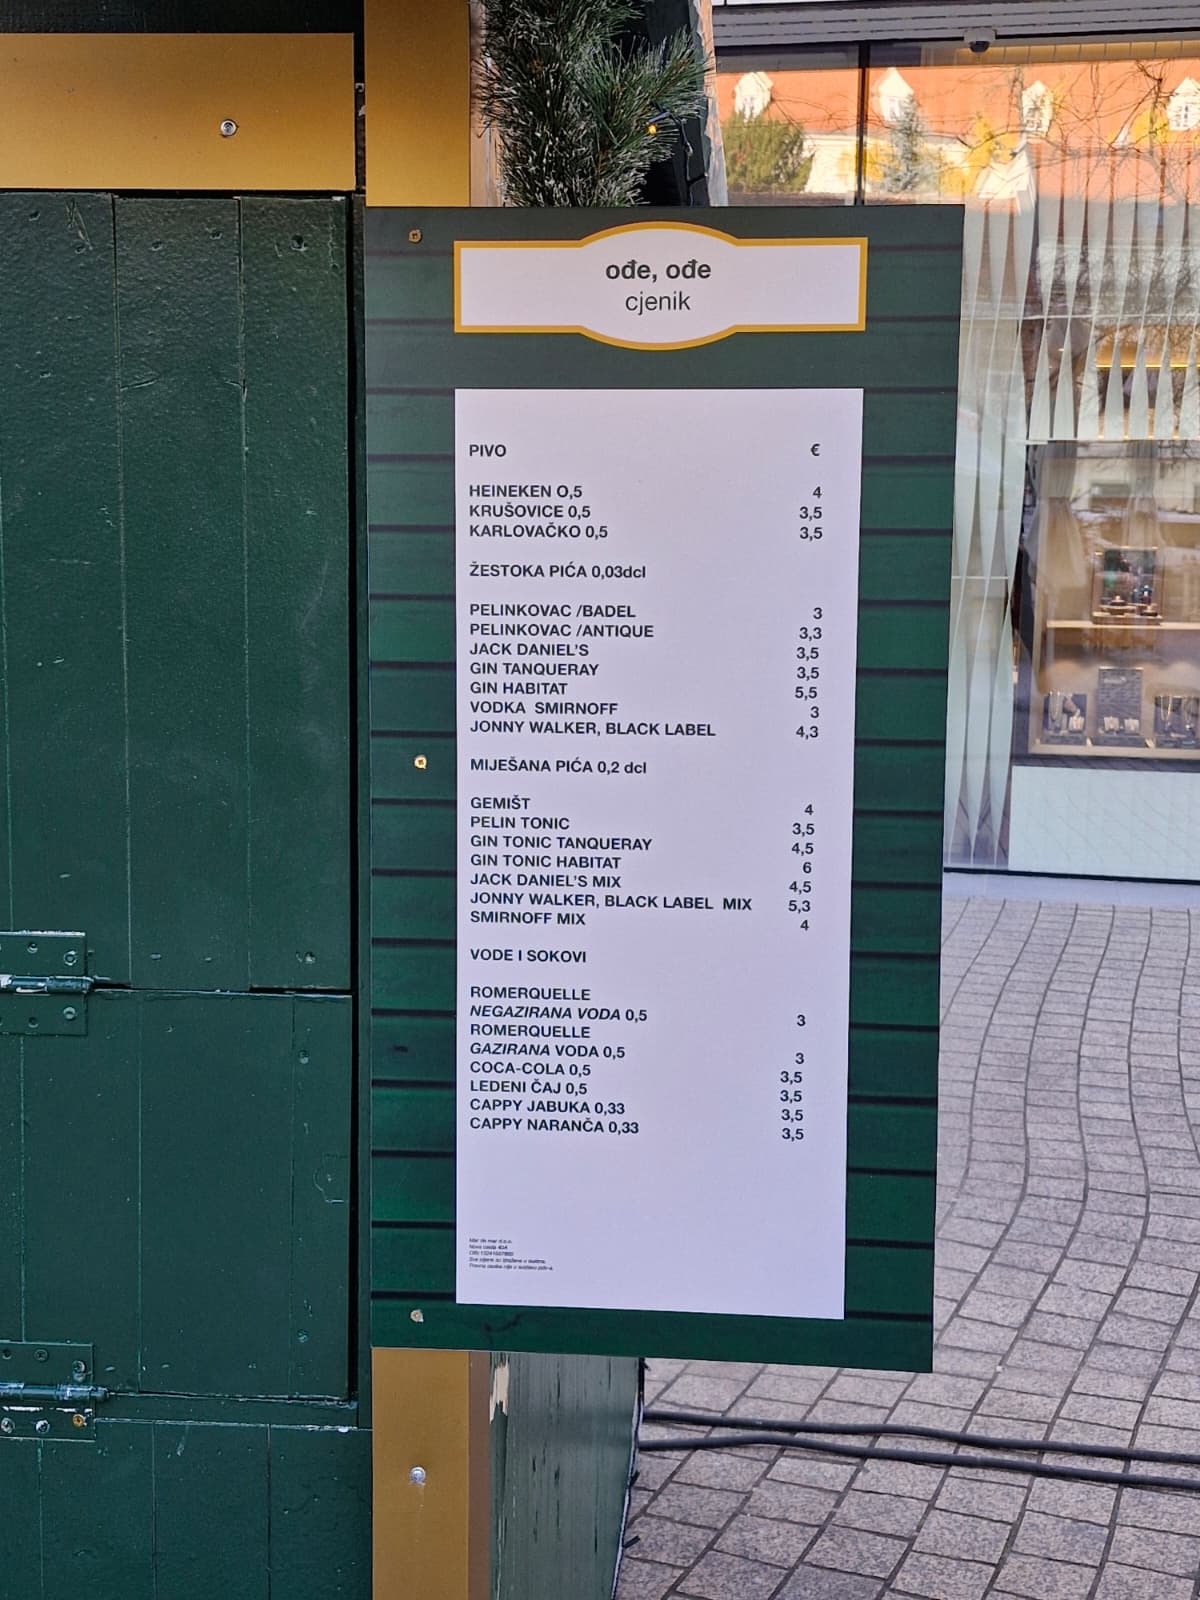 ođe, ođe
cjenik
PIVO €
HEINEKEN O,5 4
KRUŠOVICE 0,5 3,5
KARLOVAČKO 0,5 3,5
ŽESTOKA PIĆA 0,03dcl
PELINKOVAC /BADEL 3
PELINKOVAC /ANTIQUE 3,3
JACK DANIEL'S 3,5
GIN TANQUERAY 3,5
GIN HABITAT 5,5
VODKA SMIRNOFF 3
JONNY WALKER, BLACK LABEL 4,3
MIJEŠANA PIĆA 0,2 dcl
GEMIŠT 4
PELIN TONIC 3,5
GIN TONIC TANQUERAY 4,5
GIN TONIC HABITAT 6
JACK DANIEL'S MIX 4,5
JONNY WALKER, BLACK LABEL MIX 5,3
SMIRNOFF MIX 4
VODE I SOKOVI
ROMERQUELLE
NEGAZIRANA VODA 0,5 3
ROMERQUELLE
GAZIRANA VODA 0,5 3
COCA-COLA 0,5 3,5
LEDENI ČAJ 0,5 3,5
CAPPY JABUKA 0,33 3,5
CAPPY NARANČA 0,33 3,5
Mar de mar d.o.o.